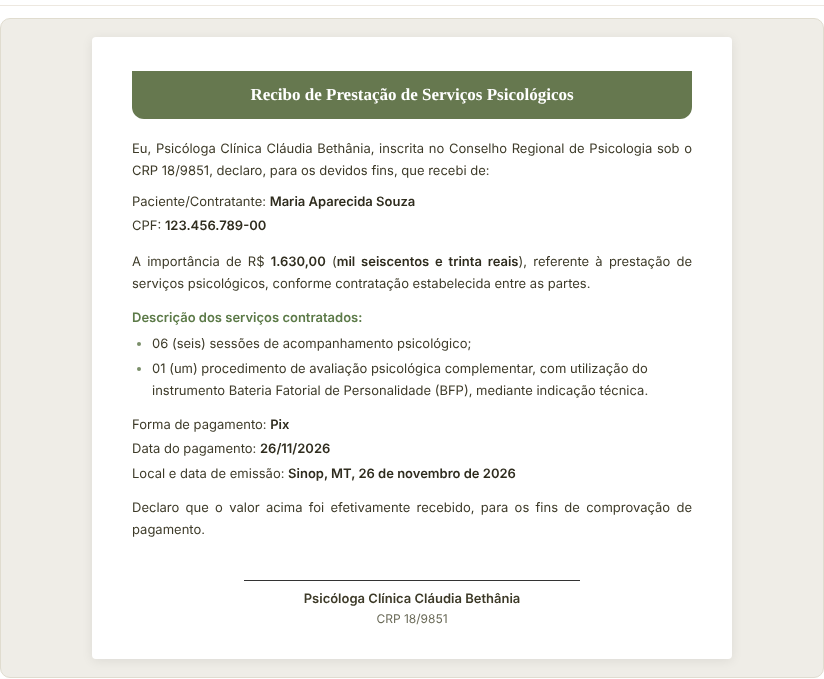 Recibo de Prestação de Serviços Psicológicos
Eu, Psicóloga Clínica Cláudia Bethânia, inscrita no Conselho Regional de Psicologia sob o
CRP 18/9851, declaro, para os devidos fins, que recebi de:
Paciente/Contratante: Maria Aparecida Souza
CPF: 123.456.789-00
A importância de R$ 1.630,00 (mil seiscentos e trinta reais), referente à prestação de
serviços psicológicos, conforme contratação estabelecida entre as partes.
Descrição dos serviços contratados:
• 06 (seis) sessões de acompanhamento psicológico;
• 01 (um) procedimento de avaliação psicológica complementar, com utilização do
instrumento Bateria Fatorial de Personalidade (BFP), mediante indicação técnica.
Forma de pagamento: Pix
Data do pagamento: 26/11/2026
Local e data de emissão: Sinop, MT, 26 de novembro de 2026
Declaro que o valor acima foi efetivamente recebido, para os fins de comprovação de
pagamento.
Psicóloga Clínica Cláudia Bethânia
CRP 18/9851